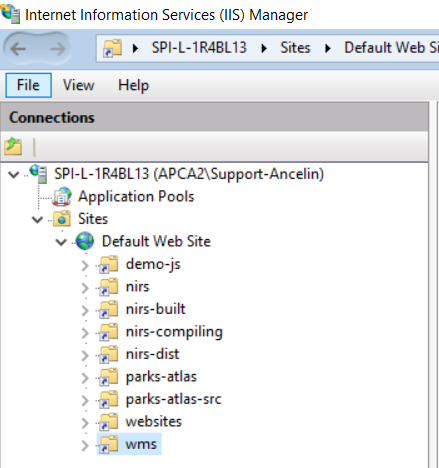 Internet Information Services (IIS) Manager
SPI-L-1R4BL13 Sites Default Web Si
File View Help
Connections
SPI-L-1R4BL13 (APCA2\Support-Ancelin)
Application Pools
Sites
Default Web Site
demo-js
nirs
nirs-built
nirs-compiling
nirs-dist
parks-atlas
parks-atlas-src
websites
wms